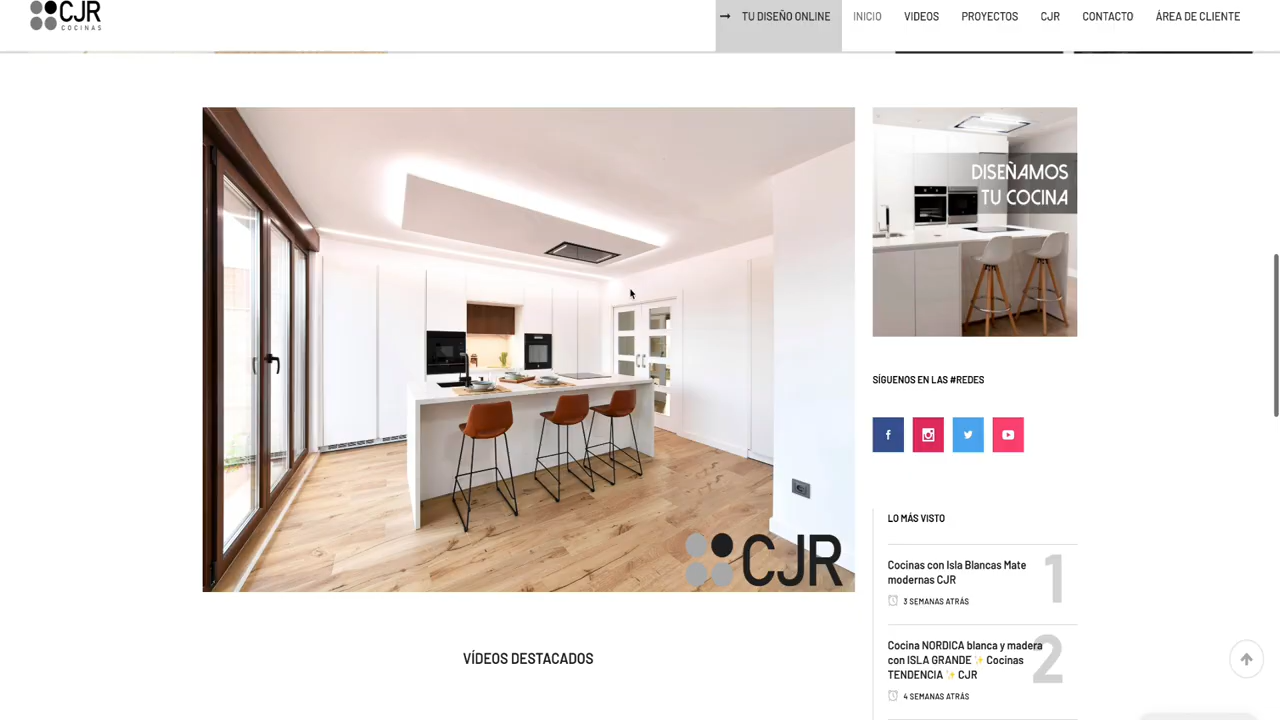 CJR
COCINAS
→ TU DISEÑO ONLINE
INICIO
VIDEOS
PROYECTOS
CJR
CONTACTO
ÁREA DE CLIENTE
DISEÑAMOS
TU COCINA
CJR
SÍGUENOS EN LAS #REDES
LO MÁS VISTO
Cocinas con Isla Blancas Mate
modernas CJR
1
3 SEMANAS ATRÁS
Cocina NORDICA blanca y madera
con ISLA GRANDE ✨ Cocinas
TENDENCIA ✨ CJR
2
4 SEMANAS ATRÁS
VÍDEOS DESTACADOS